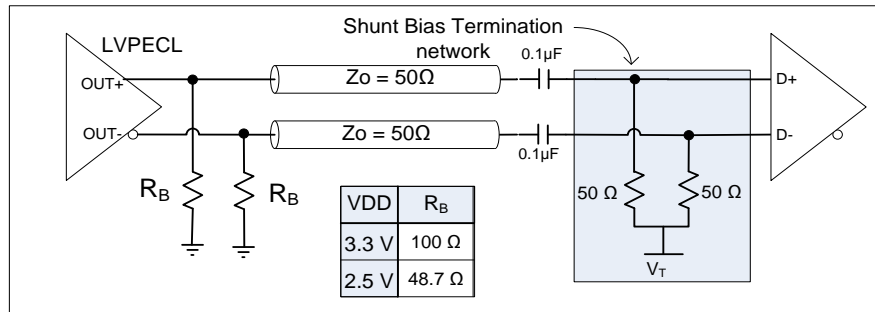 Shunt Bias Termination
network
LVPECL
0.1µF
OUT+
Zo = 50Ω
D+
OUT-
Zo = 50Ω
D-
0.1µF
R_B
R_B
50 Ω
50 Ω
V_T
VDD R_B
3.3 V 100 Ω
2.5 V 48.7 Ω